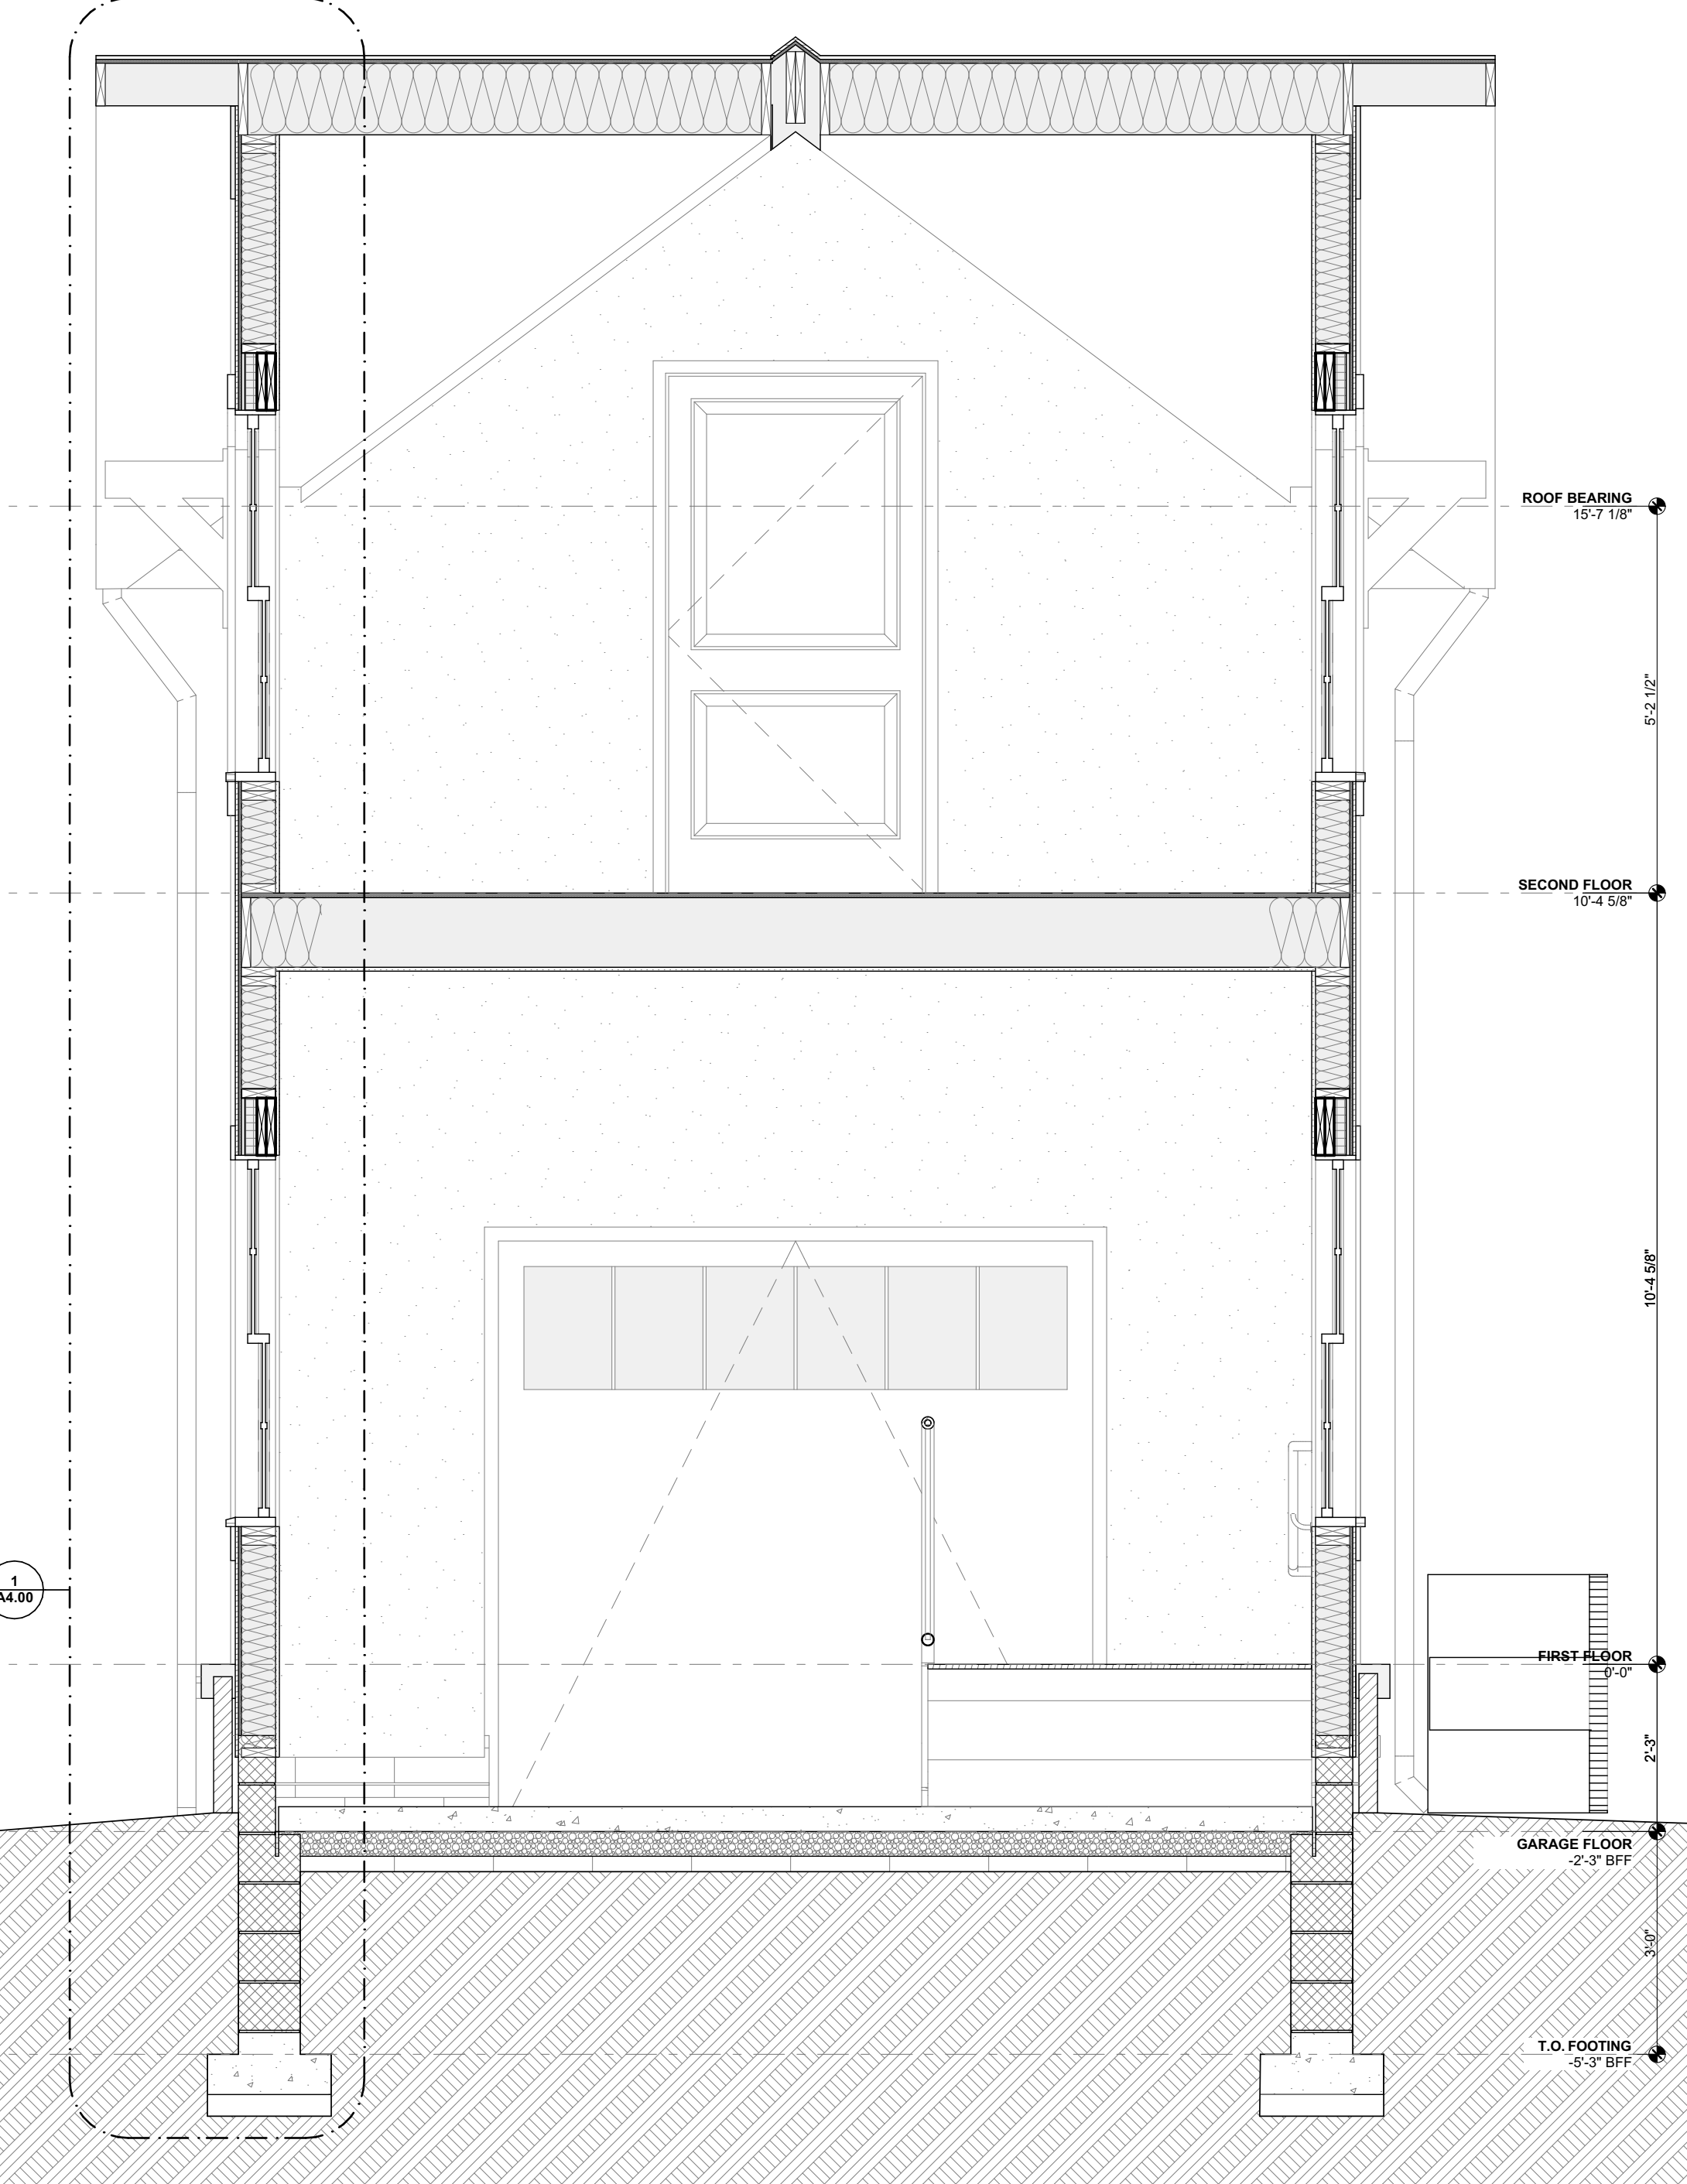 ROOF BEARING
15'-7 1/8"
5'-2 1/2"
SECOND FLOOR
10'-4 5/8"
10'-4 5/8"
1
A4.00
FIRST FLOOR
0'-0"
2'-3"
GARAGE FLOOR
-2'-3" BFF
3'-0"
T.O. FOOTING
-5'-3" BFF